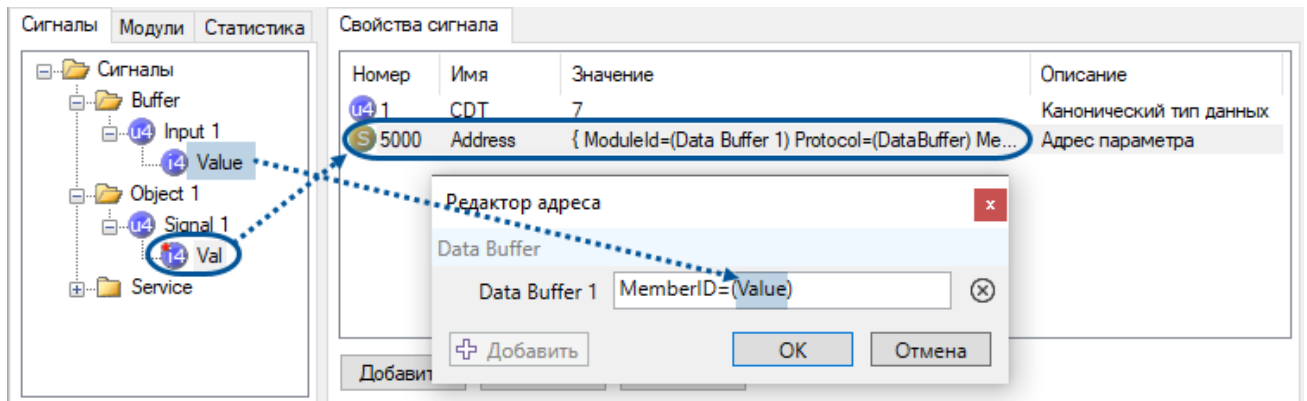 Сигналы Модули Статистика
Сигналы
Buffer
u4 Input 1
i4 Value
Object 1
u4 Signal 1
i4 Val
Service
Свойства сигнала
Номер Имя Значение Описание
u4 1 CDT 7 Канонический тип данных
S 5000 Address { ModuleId=(Data Buffer 1) Protocol=(DataBuffer) Me... Адрес параметра
Редактор адреса x
Data Buffer
Data Buffer 1 MemberID=(Value)
Добавить OK Отмена
Добавит